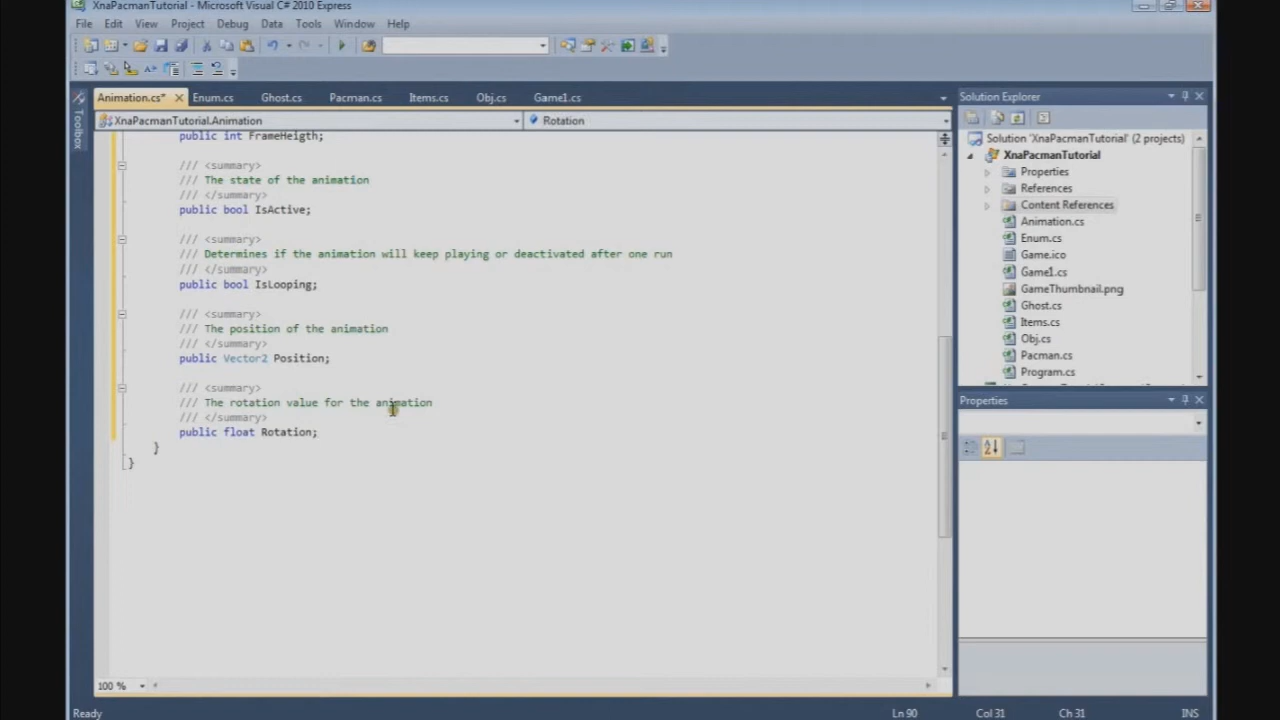 XnaPacmanTutorial - Microsoft Visual C# 2010 Express
File Edit View Project Debug Data Tools Window Help
Animation.cs* Enum.cs Ghost.cs Pacman.cs Items.cs Obj.cs Game1.cs
XnaPacmanTutorial.Animation Rotation
Toolbox
public int FrameHeigth;
/// <summary>
/// The state of the animation
/// </summary>
public bool IsActive;
/// <summary>
/// Determines if the animation will keep playing or deactivated after one run
/// </summary>
public bool IsLooping;
/// <summary>
/// The position of the animation
/// </summary>
public Vector2 Position;
/// <summary>
/// The rotation value for the animation
/// </summary>
public float Rotation;
}
}
100 %
Solution Explorer
Solution 'XnaPacmanTutorial' (2 projects)
XnaPacmanTutorial
Properties
References
Content References
Animation.cs
Enum.cs
Game.ico
Game1.cs
GameThumbnail.png
Ghost.cs
Items.cs
Obj.cs
Pacman.cs
Program.cs
Properties
Ready Ln 90 Col 31 Ch 31 INS